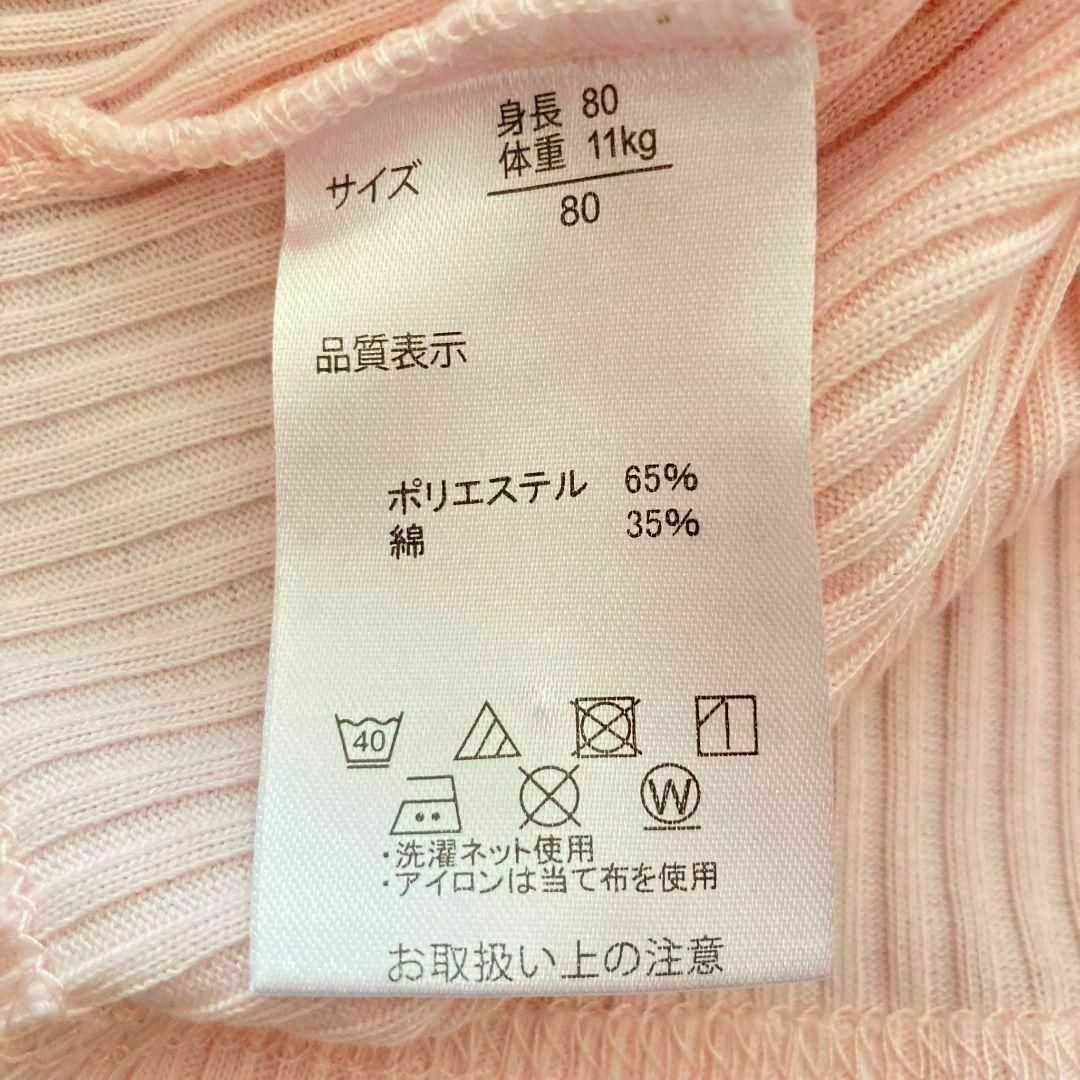 身長 80
体重 11kg
サイズ
80
品質表示
ポリエステル 65%
綿 35%
40
W
・洗濯ネット使用
・アイロンは当て布を使用
お取扱い上の注意